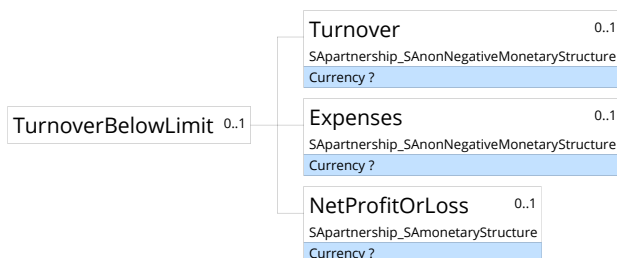 Turnover 0..1
SApartnership_SAnonNegativeMonetaryStructure
Currency ?
TurnoverBelowLimit 0..1
Expenses 0..1
SApartnership_SAnonNegativeMonetaryStructure
Currency ?
NetProfitOrLoss 0..1
SApartnership_SAmonetaryStructure
Currency ?